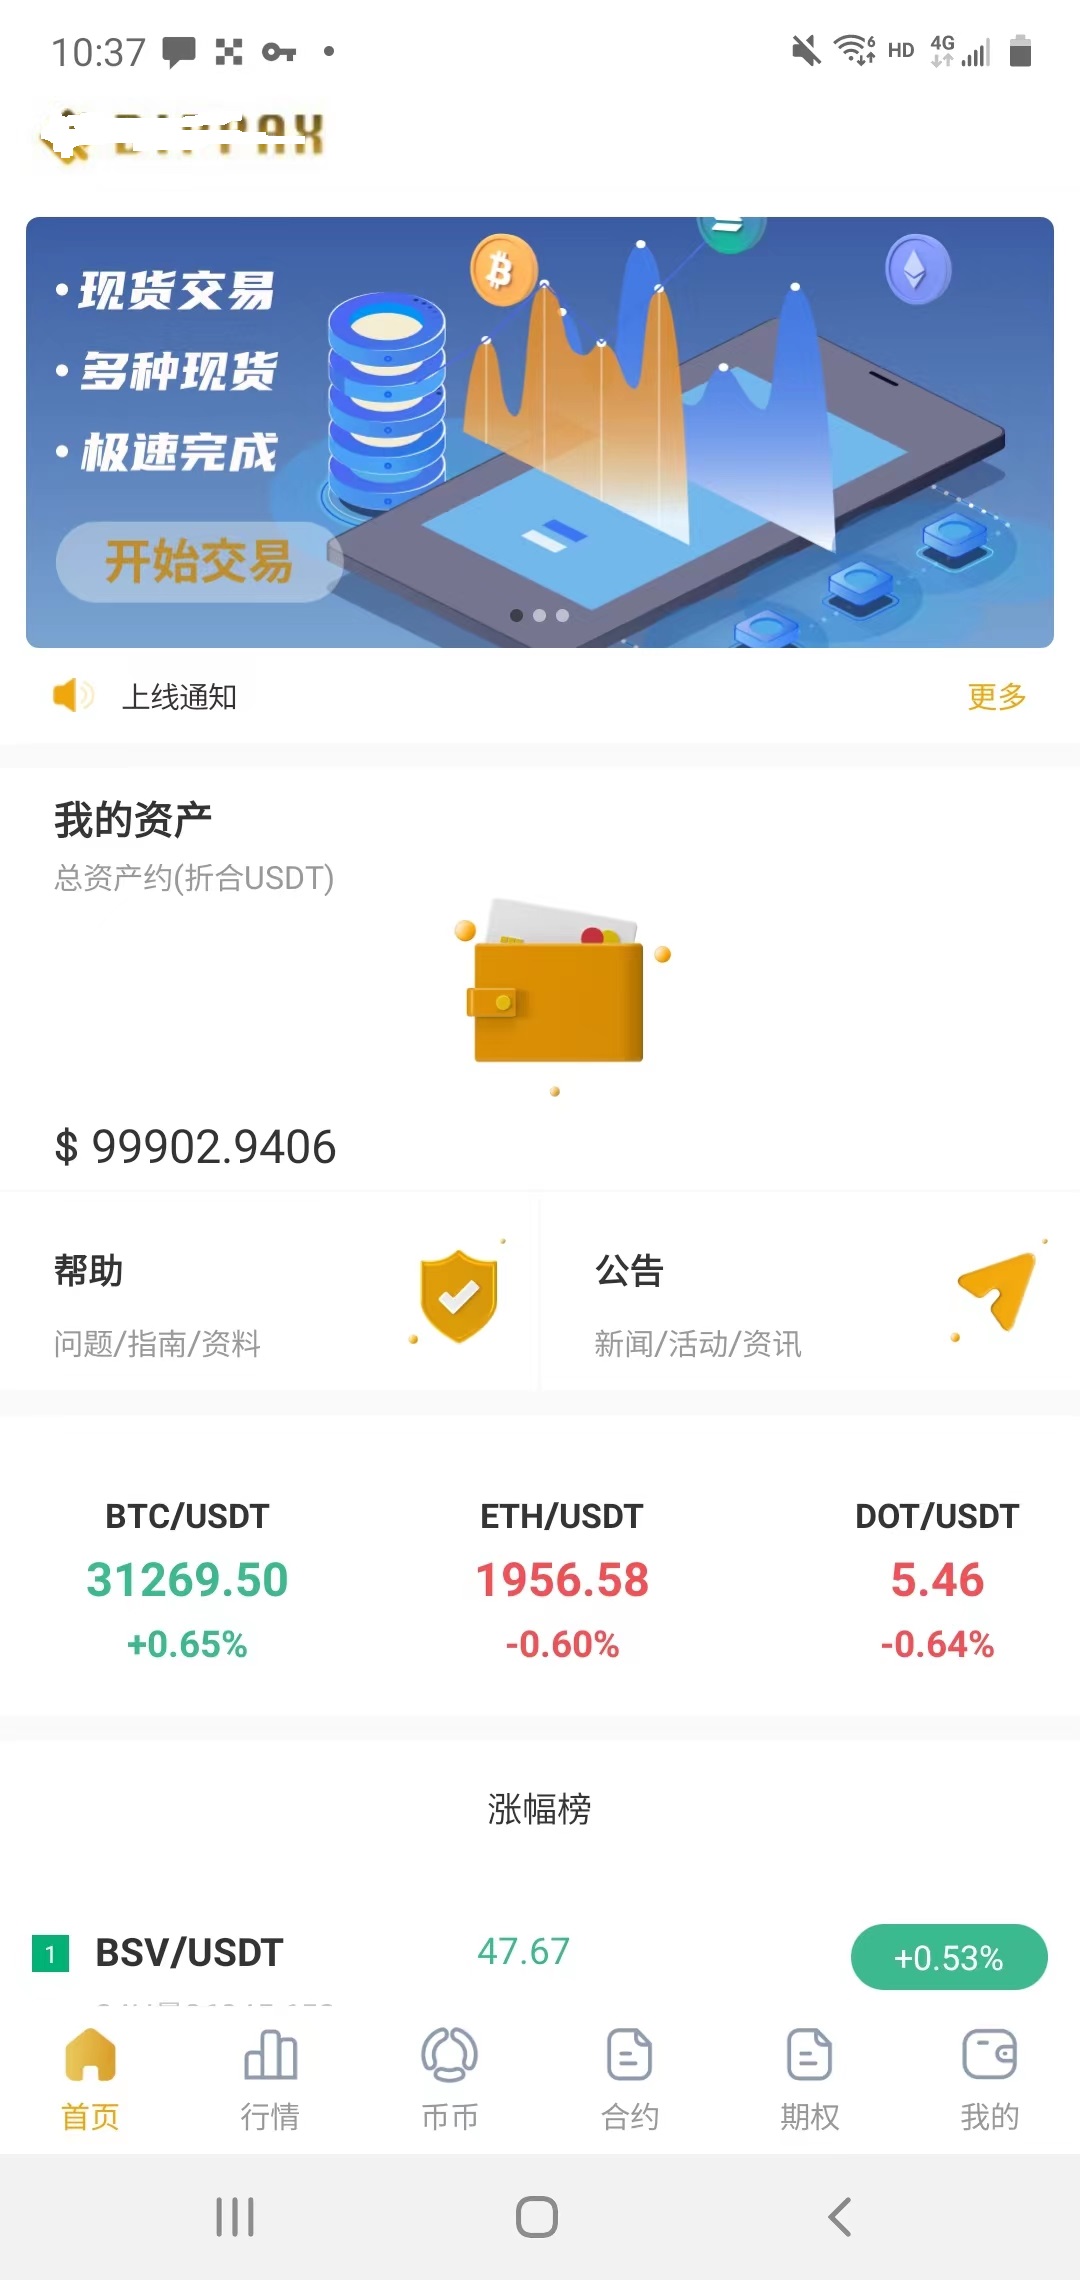 10:37
6 HD 4G
现货交易
多种现货
极速完成
开始交易
上线通知 更多
我的资产
总资产约(折合USDT)
$ 99902.9406
帮助 公告
问题/指南/资料 新闻/活动/资讯
BTC/USDT ETH/USDT DOT/USDT
31269.50 1956.58 5.46
+0.65% -0.60% -0.64%
涨幅榜
1 BSV/USDT 47.67 +0.53%
首页 行情 币币 合约 期权 我的